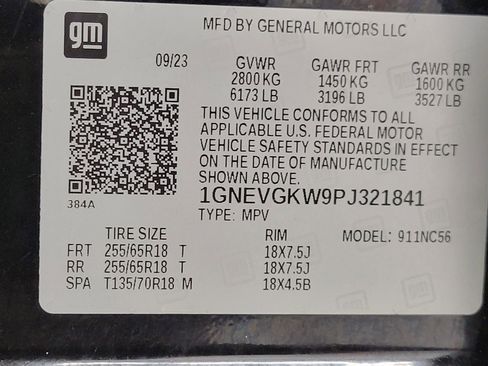 gm
MFD BY GENERAL MOTORS LLC
09/23 GVWR GAWR FRT GAWR RR
2800 KG 1450 KG 1600 KG
6173 LB 3196 LB 3527 LB
THIS VEHICLE CONFORMS TO ALL
APPLICABLE U.S. FEDERAL MOTOR
VEHICLE SAFETY STANDARDS IN EFFECT
ON THE DATE OF MANUFACTURE
SHOWN ABOVE.
384A
1GNEVGKW9PJ321841
TYPE: MPV
TIRE SIZE RIM MODEL: 911NC56
FRT 255/65R18 T 18X7.5J
RR 255/65R18 T 18X7.5J
SPA T135/70R18 M 18X4.5B